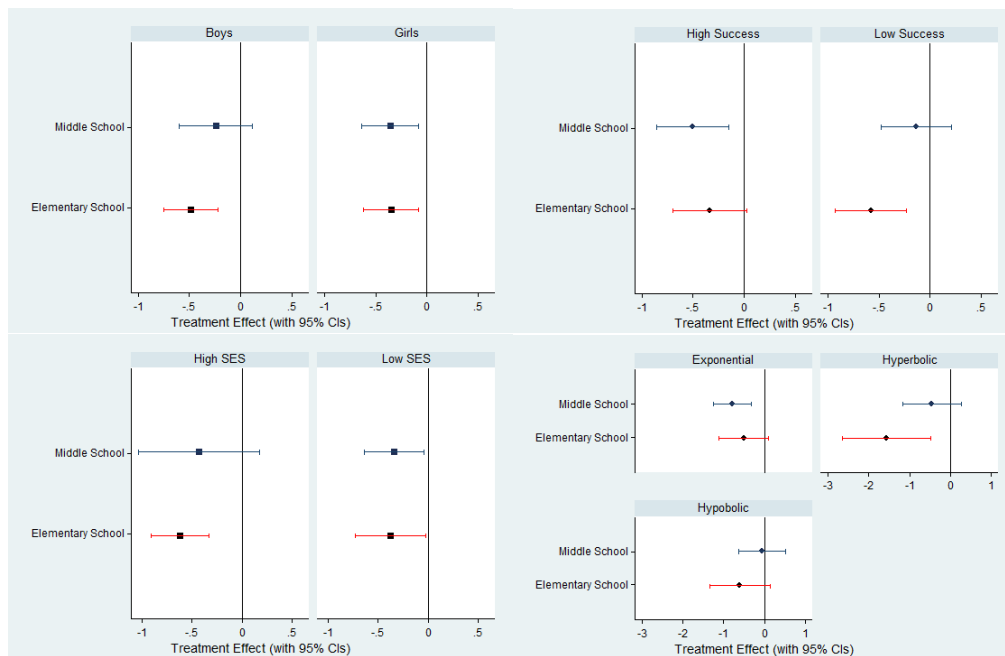 Boys Girls
Middle School
Elementary School
-1 -.5 0 .5 -1 -.5 0 .5
Treatment Effect (with 95% CIs)
High Success Low Success
Middle School
Elementary School
-1 -.5 0 .5 -1 -.5 0 .5
Treatment Effect (with 95% CIs)
High SES Low SES
Middle School
Elementary School
-1 -.5 0 .5 -1 -.5 0 .5
Treatment Effect (with 95% CIs)
Exponential Hyperbolic
Middle School
Elementary School
-3 -2 -1 0 1
Hypobolic
Middle School
Elementary School
-3 -2 -1 0 1
Treatment Effect (with 95% CIs)